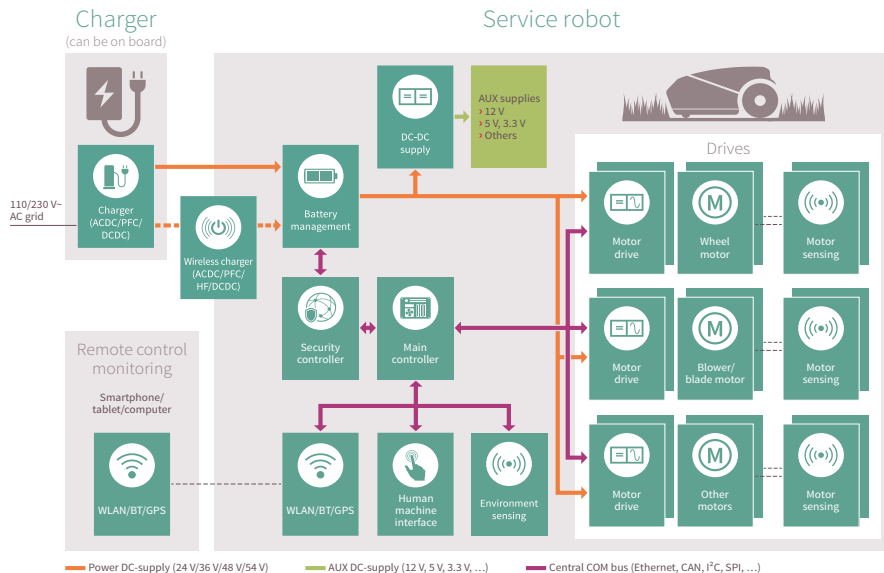 Charger
(can be on board)
Service robot
110/230 V~
AC grid
Charger
(ACDC/PFC/
DCDC)
Wireless charger
(ACDC/PFC/
HF/DCDC)
Battery
management
DC-DC
supply
AUX supplies
› 12 V
› 5 V, 3.3 V
› Others
Security
controller
Main
controller
Drives
Motor
drive
M
Wheel
motor
Motor
sensing
Motor
drive
M
Blower/
blade motor
Motor
sensing
Motor
drive
M
Other
motors
Motor
sensing
Remote control
monitoring
Smartphone/
tablet/computer
WLAN/BT/GPS
WLAN/BT/GPS
Human
machine
interface
Environment
sensing
Power DC-supply (24 V/36 V/48 V/54 V)
AUX DC-supply (12 V, 5 V, 3.3 V, …)
Central COM bus (Ethernet, CAN, I²C, SPI, …)